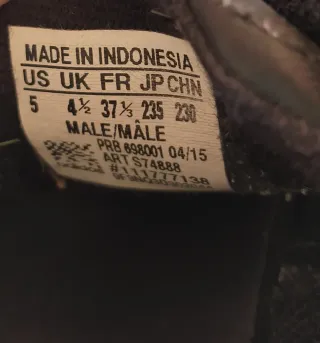 MADE IN INDONESIA
US UK FR JP CHN
5 4½ 37⅓ 235 230
MALE/MÂLE
PRB 698001 04/15
ART S74888
#111777138